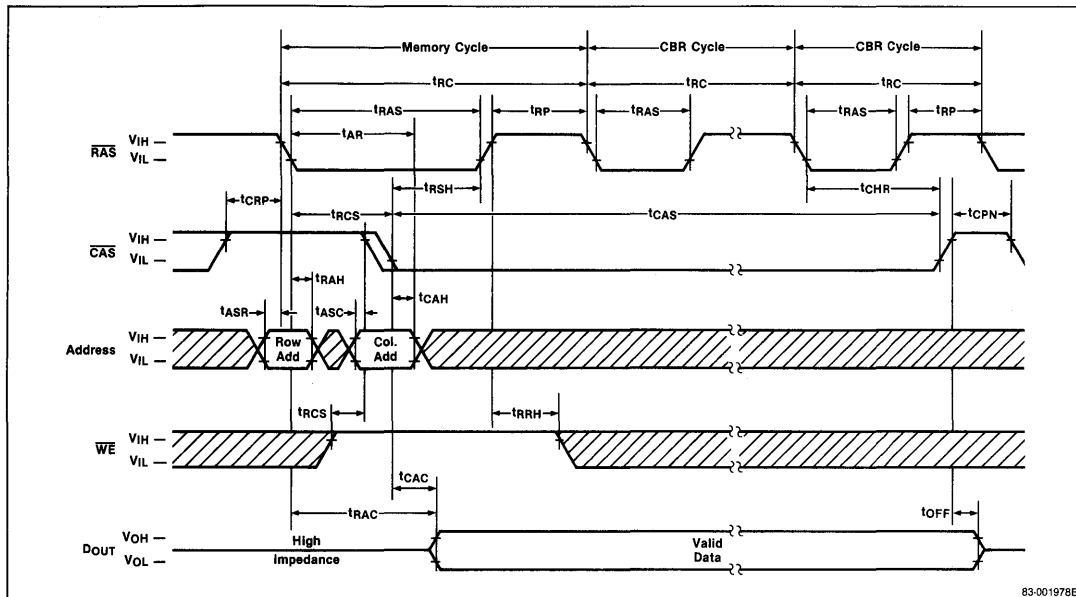 Memory Cycle CBR Cycle CBR Cycle
tRC tRC tRC
tRAS tRP tRAS tRAS tRP
tAR
RAS VIH
VIL
tRSH tCHR
tCRP tRCS tCAS tCPN
CAS VIH
VIL
tRAH
tASR tASC tCAH
Address VIH
VIL
Row Add
Col. Add
tRCS tRRH
WE VIH
VIL
tCAC
tRAC tOFF
DOUT VOH
VOL
High impedance
Valid Data
83-001978E